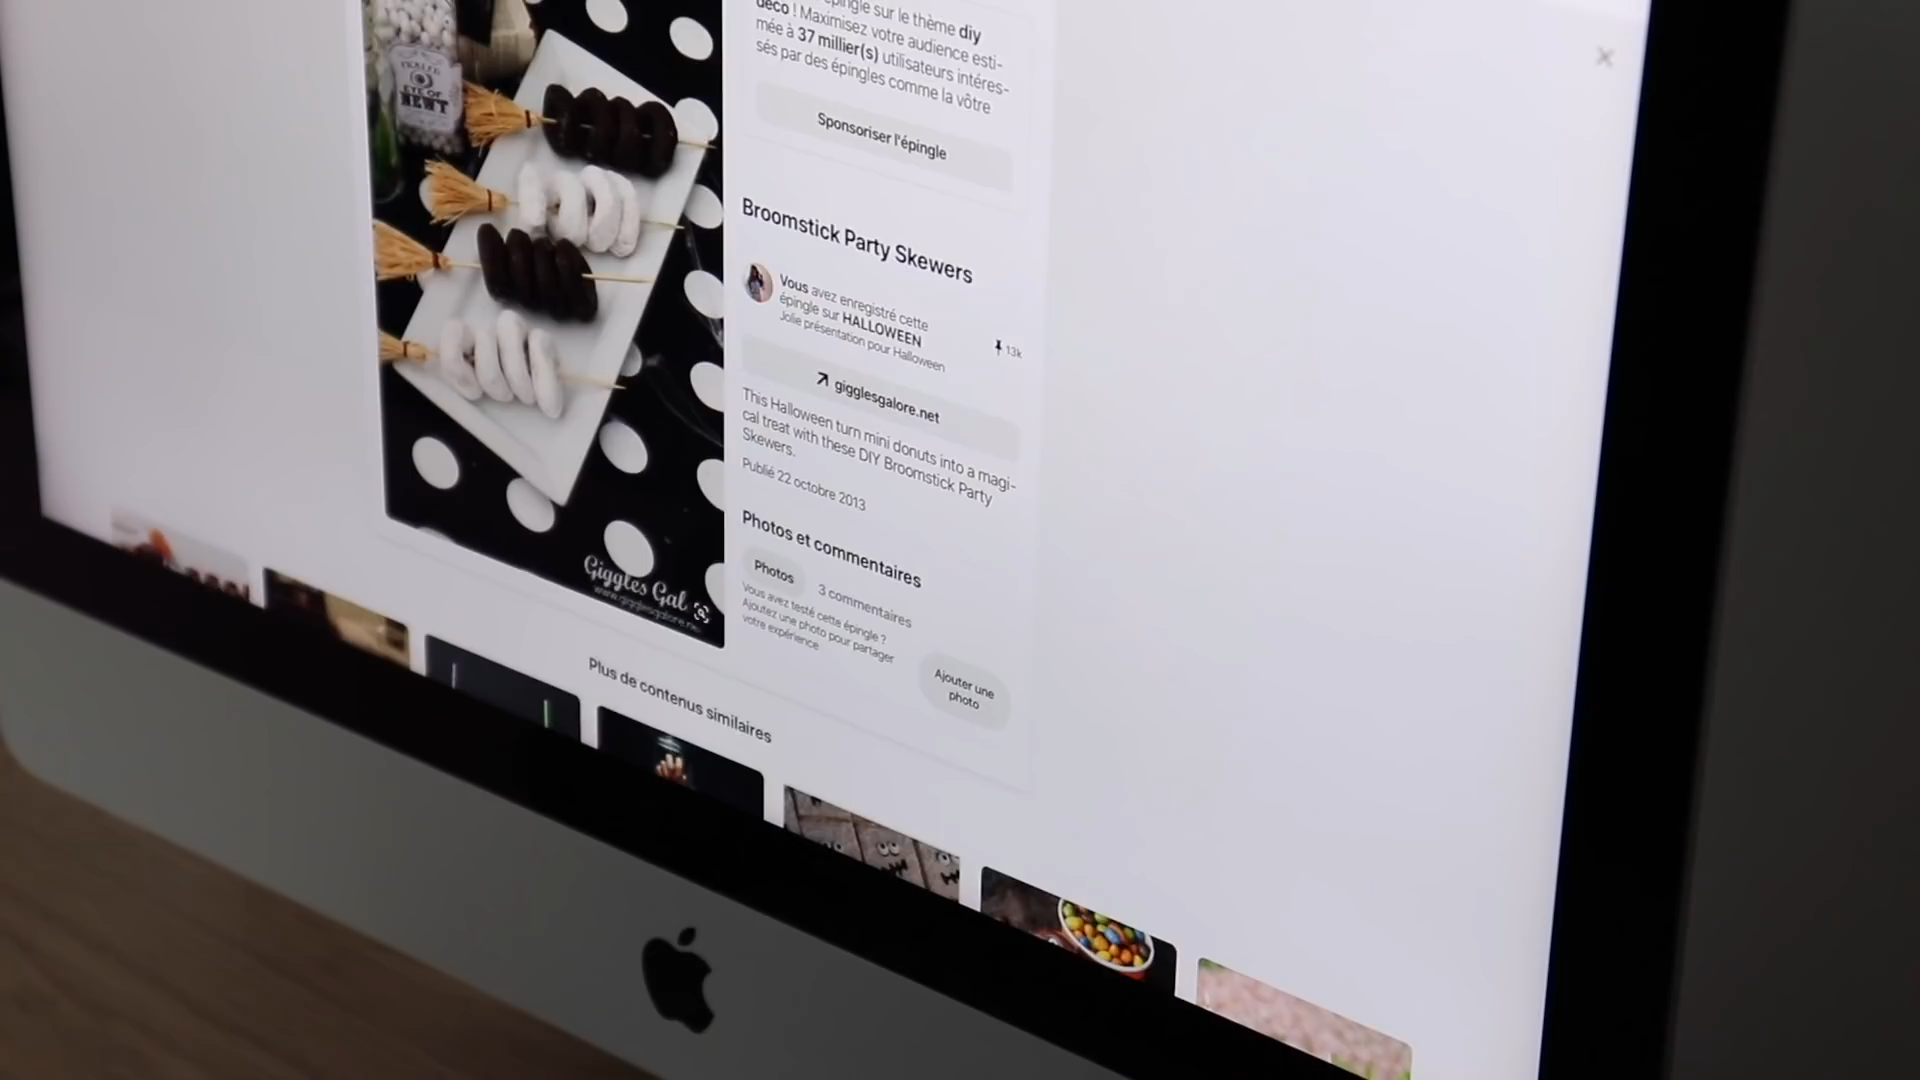 épingle sur le thème diy
déco ! Maximisez votre audience esti-
mée à 37 millier(s) utilisateurs intéres-
sés par des épingles comme la vôtre
Sponsoriser l'épingle
EYE OF
NEWT
Broomstick Party Skewers
Vous avez enregistré cette
épingle sur HALLOWEEN
Jolie présentation pour Halloween
13k
gigglesgalore.net
This Halloween turn mini donuts into a magi-
cal treat with these DIY Broomstick Party
Skewers.
Publié 22 octobre 2013
Photos et commentaires
Photos
3 commentaires
Vous avez testé cette épingle ?
Ajoutez une photo pour partager
votre expérience
Ajouter une
photo
Giggles Gal
www.gigglesgalore.net
Plus de contenus similaires